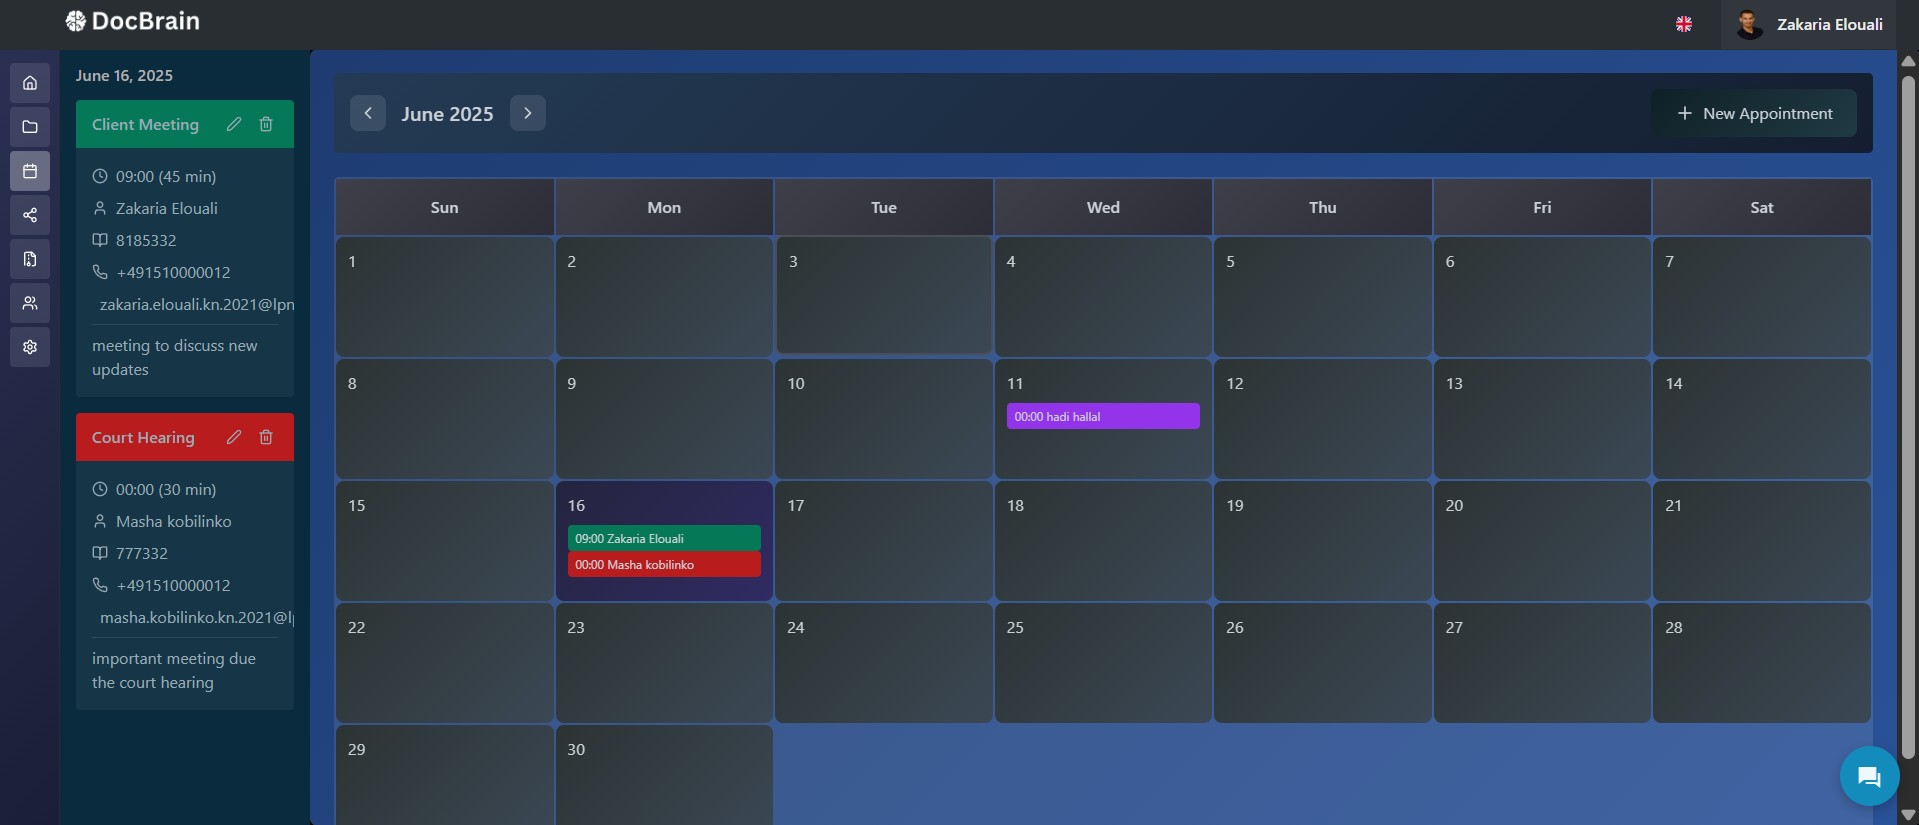 DocBrain
Zakaria Elouali
June 16, 2025
Client Meeting
09:00 (45 min)
Zakaria Elouali
8185332
+491510000012
zakaria.elouali.kn.2021@lpn
meeting to discuss new
updates
Court Hearing
00:00 (30 min)
Masha kobilinko
777332
+491510000012
masha.kobilinko.kn.2021@l
important meeting due
the court hearing
June 2025
New Appointment
Sun Mon Tue Wed Thu Fri Sat
1 2 3 4 5 6 7
8 9 10 11 12 13 14
00:00 hadi hallal
15 16 17 18 19 20 21
09:00 Zakaria Elouali
00:00 Masha kobilinko
22 23 24 25 26 27 28
29 30